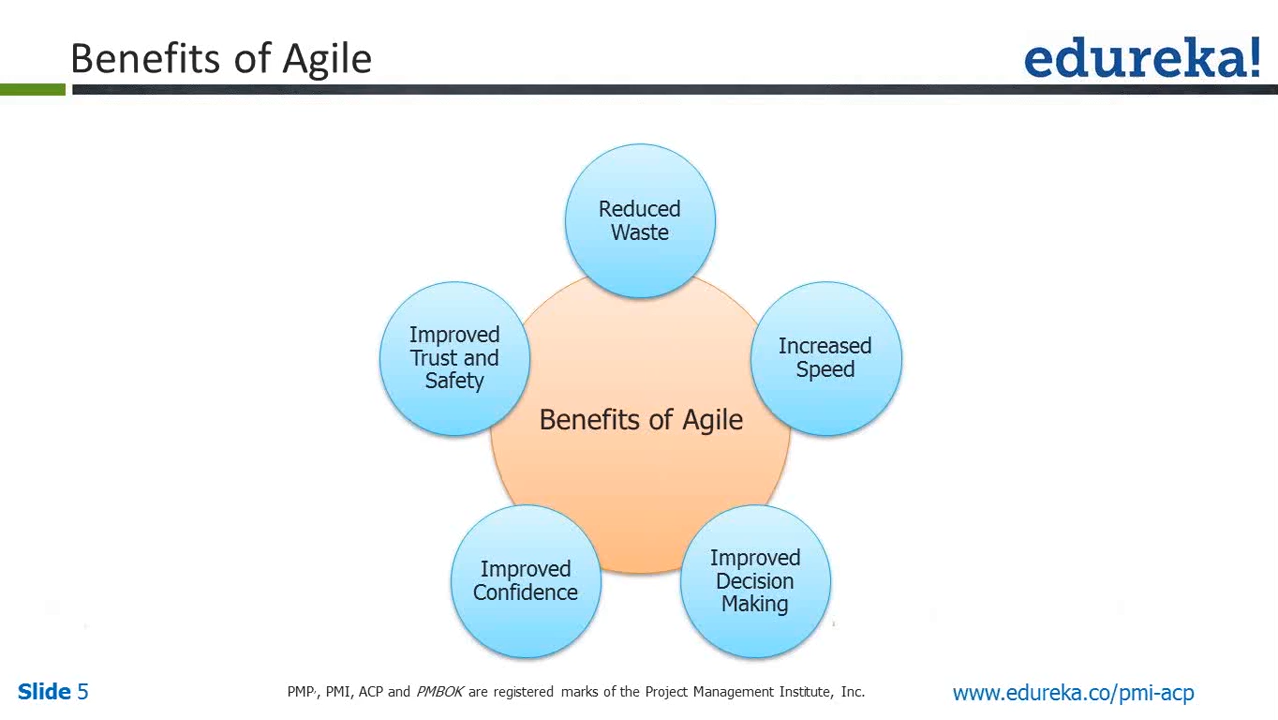 Benefits of Agile
edureka!
Reduced
Waste
Increased
Speed
Improved
Decision
Making
Improved
Confidence
Improved
Trust and
Safety
Benefits of Agile
Slide 5
PMP, PMI, ACP and PMBOK are registered marks of the Project Management Institute, Inc.
www.edureka.co/pmi-acp